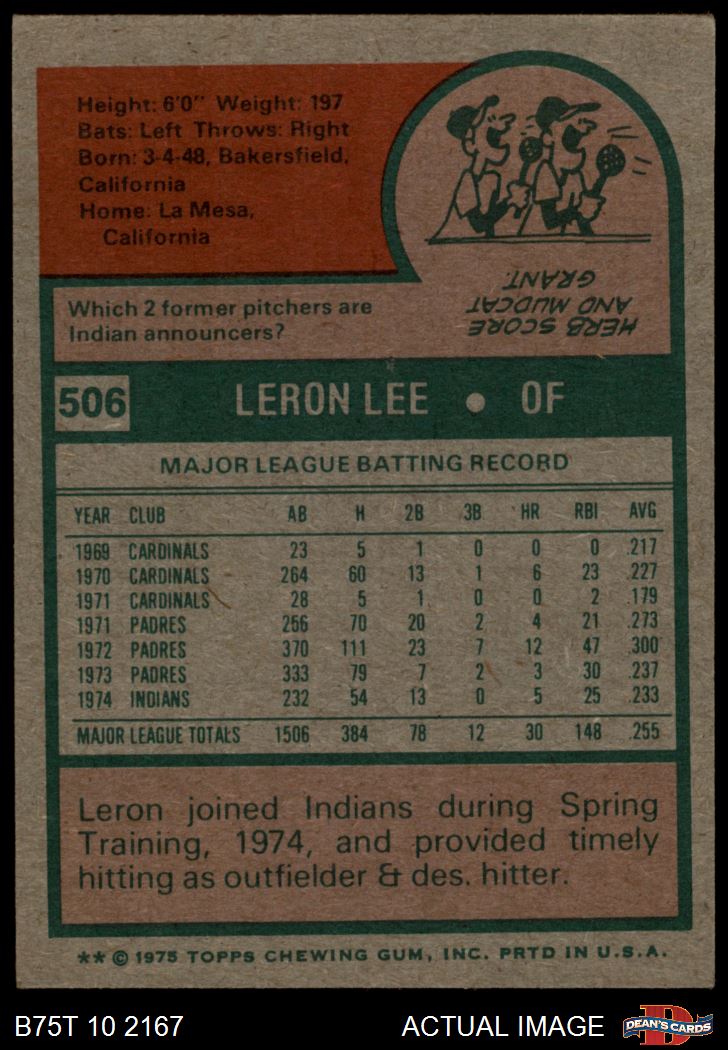 Height: 6'0" Weight: 197
Bats: Left Throws: Right
Born: 3-4-48, Bakersfield,
California
Home: La Mesa,
California
Which 2 former pitchers are
Indian announcers?
HERB SCORE
AND MUDCAT
GRANT.
506 LERON LEE • OF
MAJOR LEAGUE BATTING RECORD
YEAR CLUB AB H 2B 3B HR RBI AVG
1969 CARDINALS 23 5 1 0 0 0 .217
1970 CARDINALS 264 60 13 1 6 23 .227
1971 CARDINALS 28 5 1 0 0 2 .179
1971 PADRES 256 70 20 2 4 21 .273
1972 PADRES 370 111 23 7 12 47 .300
1973 PADRES 333 79 7 2 3 30 .237
1974 INDIANS 232 54 13 0 5 25 .233
MAJOR LEAGUE TOTALS 1506 384 78 12 30 148 .255
Leron joined Indians during Spring
Training, 1974, and provided timely
hitting as outfielder & des. hitter.
** © 1975 TOPPS CHEWING GUM, INC. PRTD IN U.S.A.
B75T 10 2167 ACTUAL IMAGE D DEAN'S CARDS